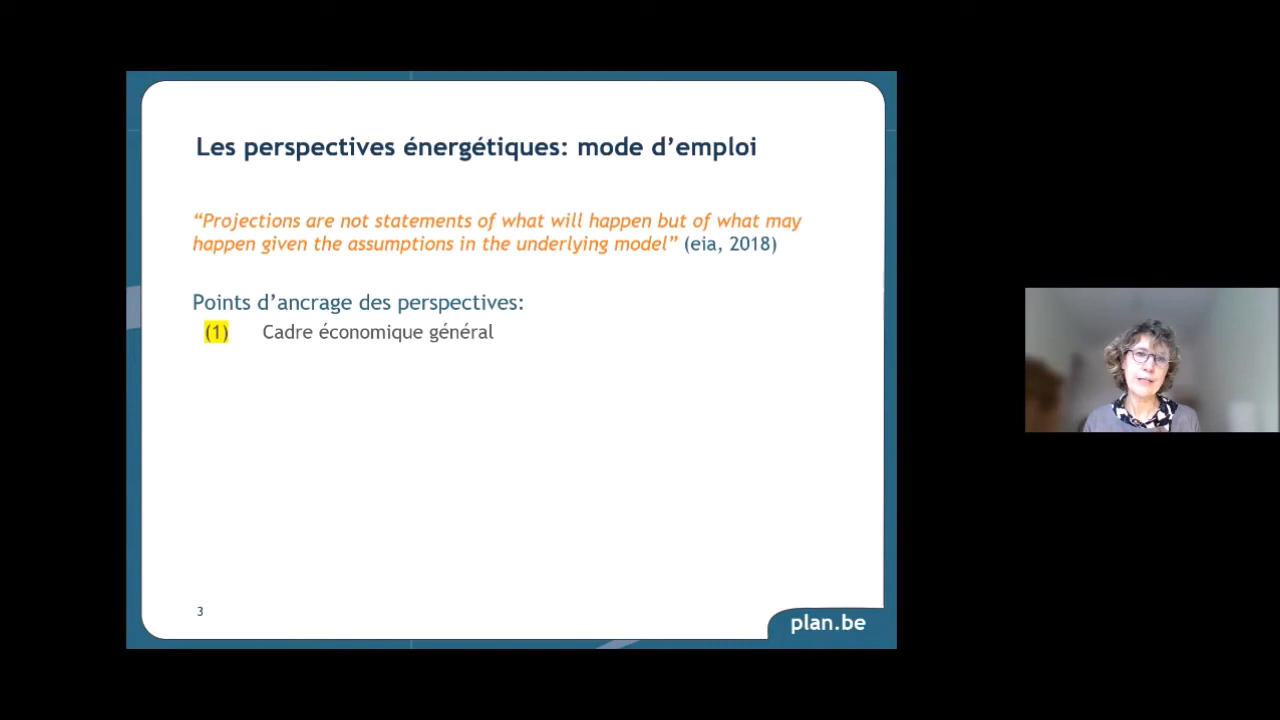 Les perspectives énergétiques: mode d’emploi
“Projections are not statements of what will happen but of what may
happen given the assumptions in the underlying model” (eia, 2018)
Points d’ancrage des perspectives:
(1) Cadre économique général
3
plan.be